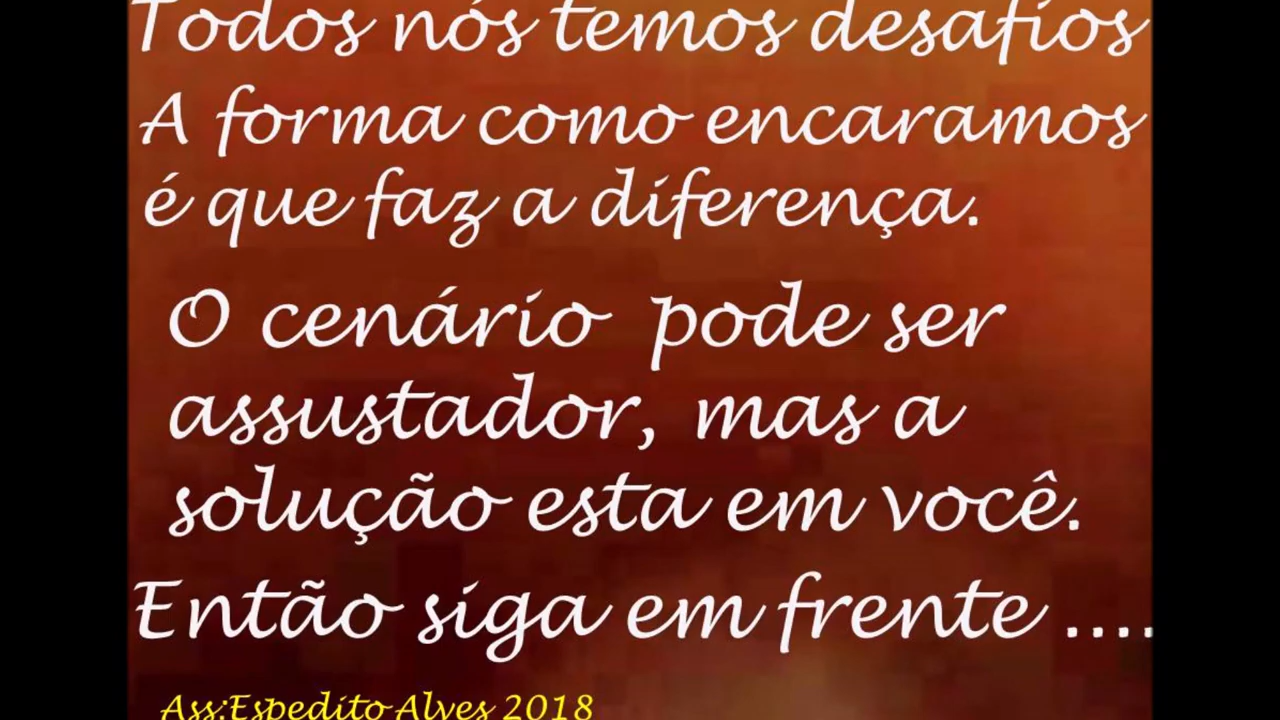 Todos nós temos desafios
A forma como encaramos
é que faz a diferença.
O cenário pode ser
assustador, mas a
solução esta em você.
Então siga em frente ....
Ass:Espedito Alves 2018